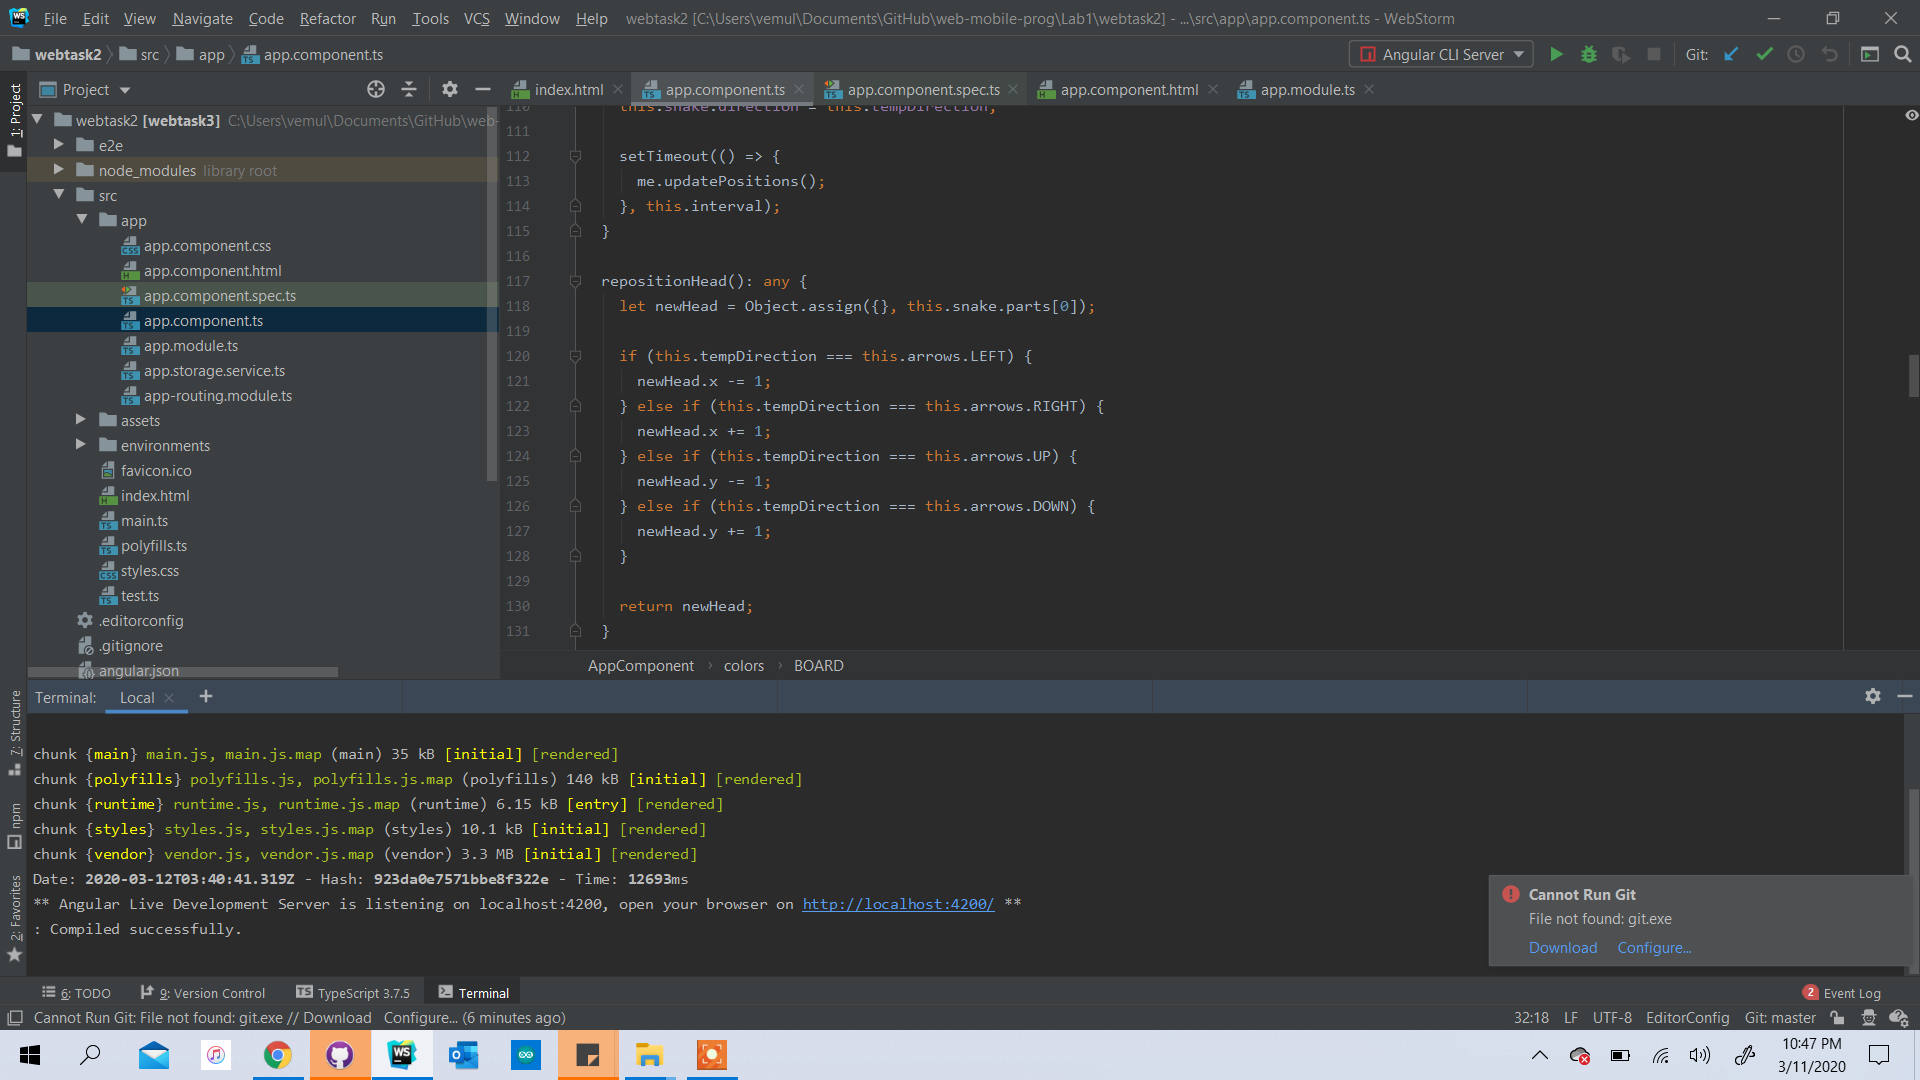 File Edit View Navigate Code Refactor Run Tools VCS Window Help webtask2 [C:\Users\vemul\Documents\GitHub\web-mobile-prog\Lab1\webtask2] - ...\src\app\app.component.ts - WebStorm
webtask2 src app app.component.ts
Angular CLI Server Git:
1: Project
Project
index.html app.component.ts app.component.spec.ts app.component.html app.module.ts
webtask2 [webtask3] C:\Users\vemul\Documents\GitHub\web-
e2e
node_modules library root
src
app
app.component.css
app.component.html
app.component.spec.ts
app.component.ts
app.module.ts
app.storage.service.ts
app-routing.module.ts
assets
environments
favicon.ico
index.html
main.ts
polyfills.ts
styles.css
test.ts
.editorconfig
.gitignore
angular.json
110 this.snake.direction = this.tempDirection;
111
112 setTimeout(() => {
113 me.updatePositions();
114 }, this.interval);
115 }
116
117 repositionHead(): any {
118 let newHead = Object.assign({}, this.snake.parts[0]);
119
120 if (this.tempDirection === this.arrows.LEFT) {
121 newHead.x -= 1;
122 } else if (this.tempDirection === this.arrows.RIGHT) {
123 newHead.x += 1;
124 } else if (this.tempDirection === this.arrows.UP) {
125 newHead.y -= 1;
126 } else if (this.tempDirection === this.arrows.DOWN) {
127 newHead.y += 1;
128 }
129
130 return newHead;
131 }
AppComponent › colors › BOARD
Terminal: Local
7: Structure
npm
2: Favorites
chunk {main} main.js, main.js.map (main) 35 kB [initial] [rendered]
chunk {polyfills} polyfills.js, polyfills.js.map (polyfills) 140 kB [initial] [rendered]
chunk {runtime} runtime.js, runtime.js.map (runtime) 6.15 kB [entry] [rendered]
chunk {styles} styles.js, styles.js.map (styles) 10.1 kB [initial] [rendered]
chunk {vendor} vendor.js, vendor.js.map (vendor) 3.3 MB [initial] [rendered]
Date: 2020-03-12T03:40:41.319Z - Hash: 923da0e7571bbe8f322e - Time: 12693ms
** Angular Live Development Server is listening on localhost:4200, open your browser on http://localhost:4200/ **
: Compiled successfully.
Cannot Run Git
File not found: git.exe
Download Configure...
6: TODO 9: Version Control TypeScript 3.7.5 Terminal 2 Event Log
Cannot Run Git: File not found: git.exe // Download Configure... (6 minutes ago) 32:18 LF UTF-8 EditorConfig Git: master
10:47 PM
3/11/2020